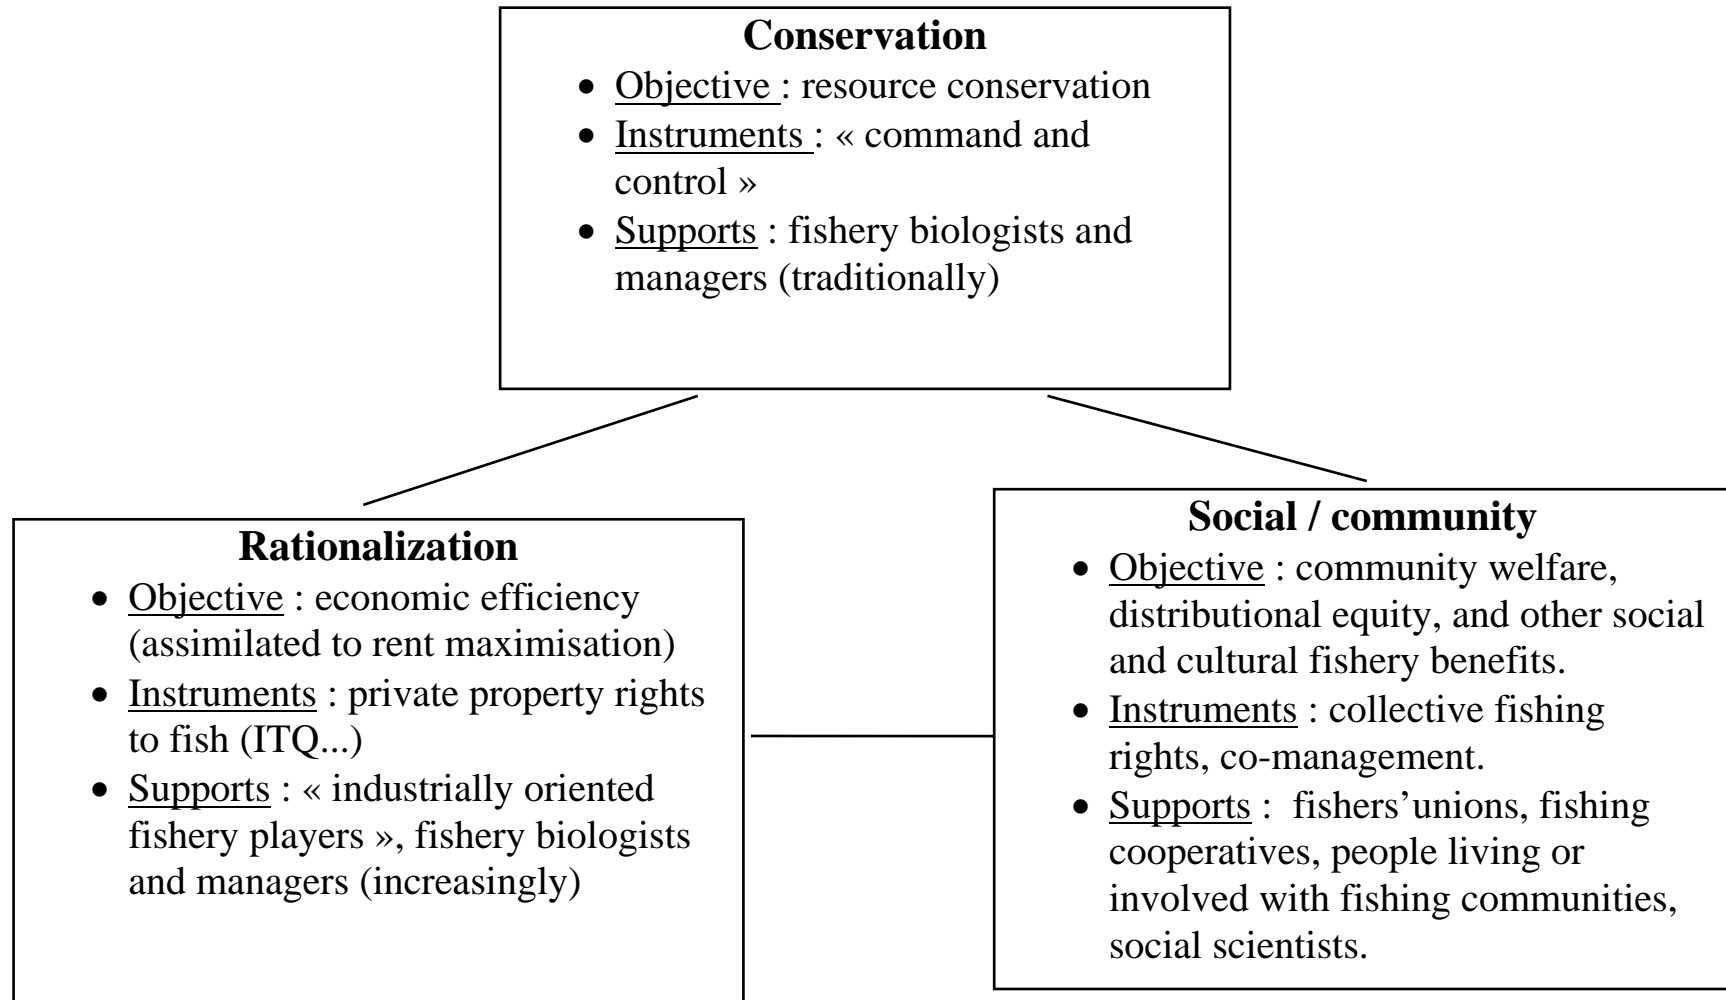 Conservation
• Objective : resource conservation
• Instruments : « command and
control »
• Supports : fishery biologists and
managers (traditionally)
Rationalization
• Objective : economic efficiency
(assimilated to rent maximisation)
• Instruments : private property rights
to fish (ITQ...)
• Supports : « industrially oriented
fishery players », fishery biologists
and managers (increasingly)
Social / community
• Objective : community welfare,
distributional equity, and other social
and cultural fishery benefits.
• Instruments : collective fishing
rights, co-management.
• Supports :  fishers’unions, fishing
cooperatives, people living or
involved with fishing communities,
social scientists.